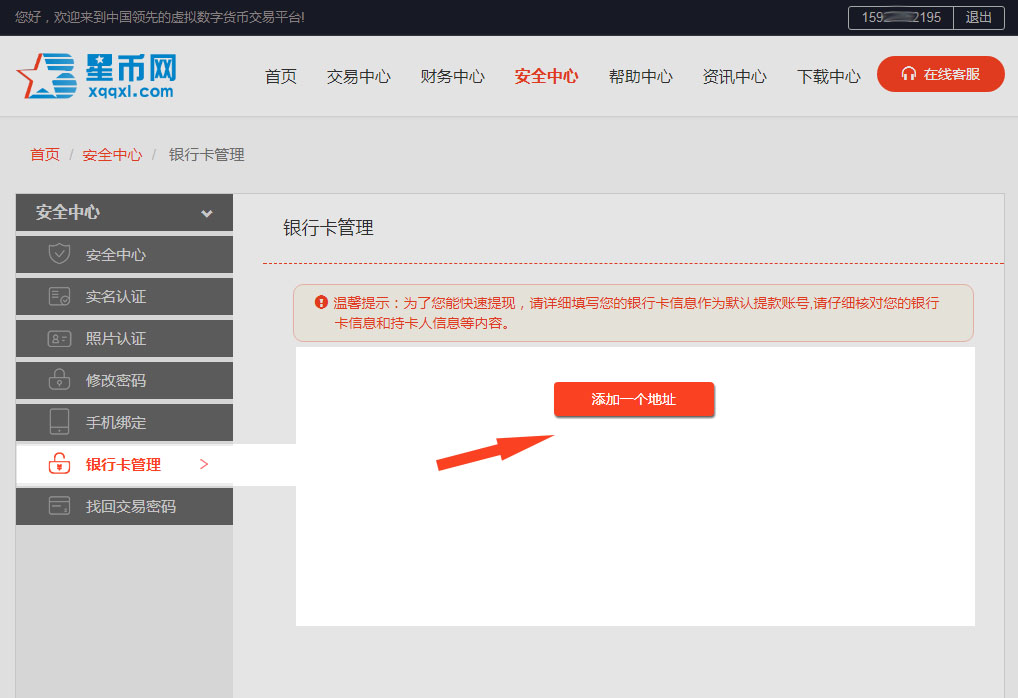 您好，欢迎来到中国领先的虚拟数字货币交易平台!
159 2195 退出
星币网
xqqxl.com
首页 交易中心 财务中心 安全中心 帮助中心 资讯中心 下载中心 在线客服
首页 / 安全中心 / 银行卡管理
安全中心
安全中心
实名认证
照片认证
修改密码
手机绑定
银行卡管理 >
找回交易密码
银行卡管理
温馨提示：为了您能快速提现，请详细填写您的银行卡信息作为默认提款账号,请仔细核对您的银行
卡信息和持卡人信息等内容。
添加一个地址